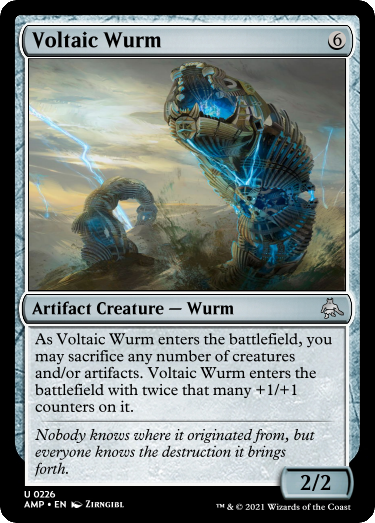 Voltaic Wurm 6
Artifact Creature — Wurm
As Voltaic Wurm enters the battlefield, you
may sacrifice any number of creatures
and/or artifacts. Voltaic Wurm enters the
battlefield with twice that many +1/+1
counters on it.
Nobody knows where it originated from, but
everyone knows the destruction it brings
forth.
2/2
U 0226
AMP • EN Zirngibl
™ & © 2021 Wizards of the Coast